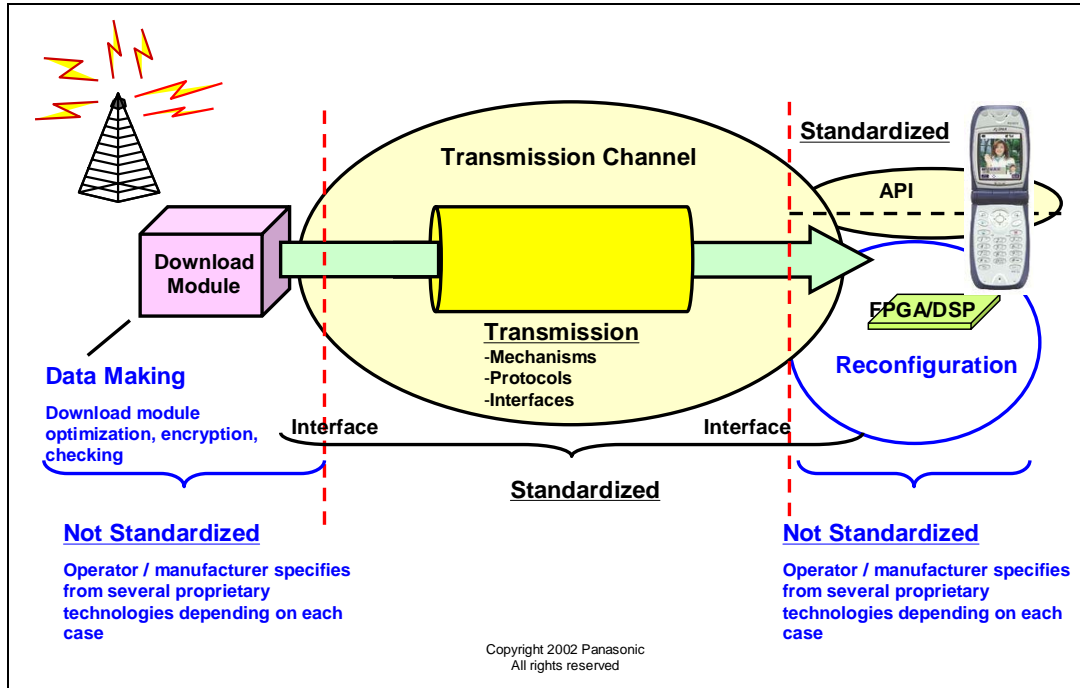 Transmission Channel
Standardized
API
Download
Module
FPGA/DSP
Transmission
-Mechanisms
-Protocols
-Interfaces
Data Making
Download module
optimization, encryption,
checking
Reconfiguration
Interface
Interface
Standardized
Not Standardized
Operator / manufacturer specifies
from several proprietary
technologies depending on each
case
Not Standardized
Operator / manufacturer specifies
from several proprietary
technologies depending on each
case
Copyright 2002 Panasonic
All rights reserved